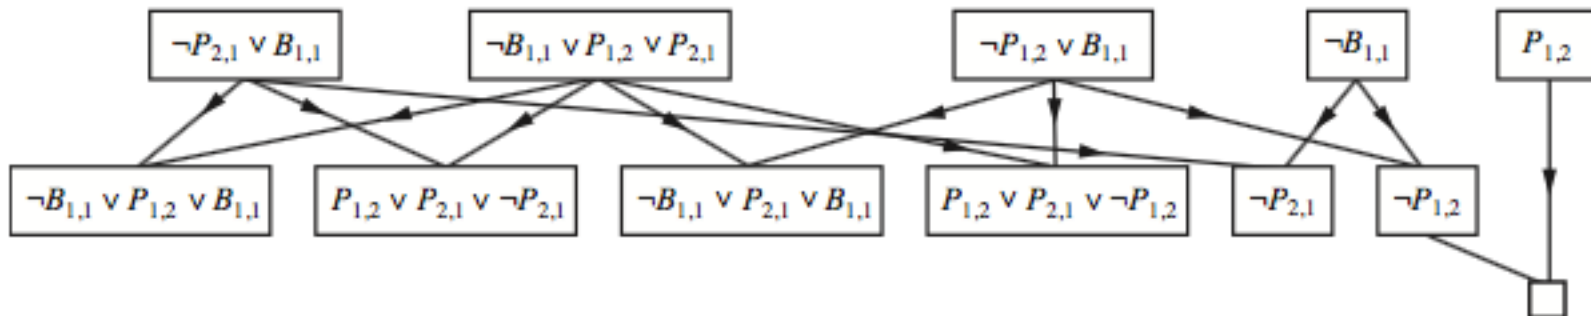 ¬P2,1 ∨ B1,1 ¬B1,1 ∨ P1,2 ∨ P2,1 ¬P1,2 ∨ B1,1 ¬B1,1 P1,2
¬B1,1 ∨ P1,2 ∨ B1,1 P1,2 ∨ P2,1 ∨ ¬P2,1 ¬B1,1 ∨ P2,1 ∨ B1,1 P1,2 ∨ P2,1 ∨ ¬P1,2 ¬P2,1 ¬P1,2